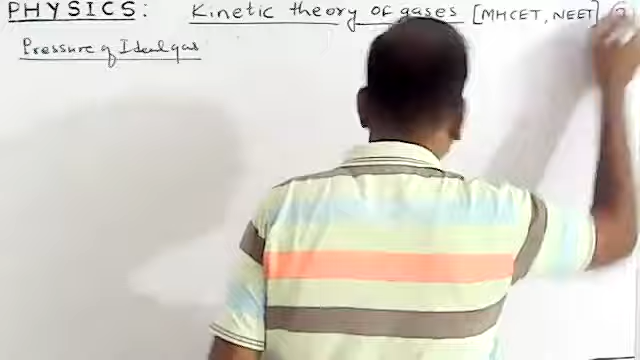 PHYSICS: Kinetic theory of gases [MHCET, NEET]
Pressure of Ideal gas